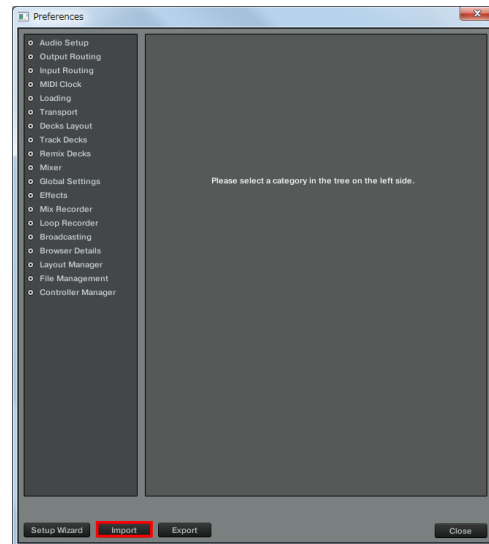 Preferences
Audio Setup
Output Routing
Input Routing
MIDI Clock
Loading
Transport
Decks Layout
Track Decks
Remix Decks
Mixer
Global Settings
Effects
Mix Recorder
Loop Recorder
Broadcasting
Browser Details
Layout Manager
File Management
Controller Manager
Please select a category in the tree on the left side.
Setup Wizard Import Export Close